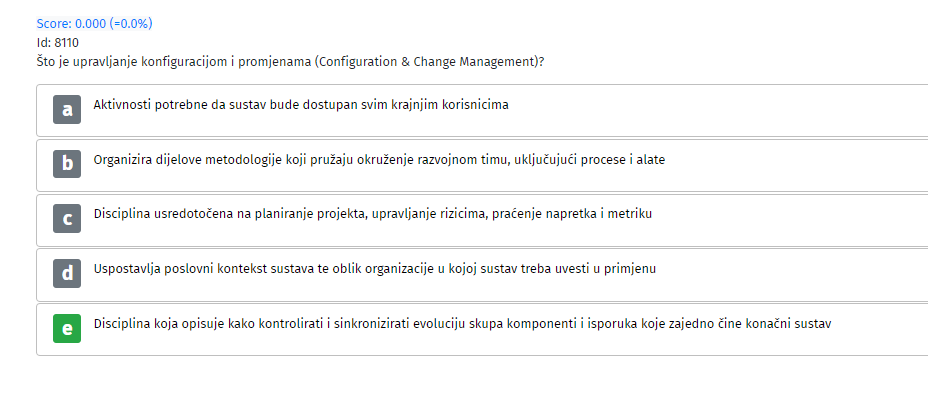 Score: 0.000 (=0.0%)
Id: 8110
Što je upravljanje konfiguracijom i promjenama (Configuration & Change Management)?
a Aktivnosti potrebne da sustav bude dostupan svim krajnjim korisnicima
b Organizira dijelove metodologije koji pružaju okruženje razvojnom timu, uključujući procese i alate
c Disciplina usredotočena na planiranje projekta, upravljanje rizicima, praćenje napretka i metriku
d Uspostavlja poslovni kontekst sustava te oblik organizacije u kojoj sustav treba uvesti u primjenu
e Disciplina koja opisuje kako kontrolirati i sinkronizirati evoluciju skupa komponenti i isporuka koje zajedno čine konačni sustav